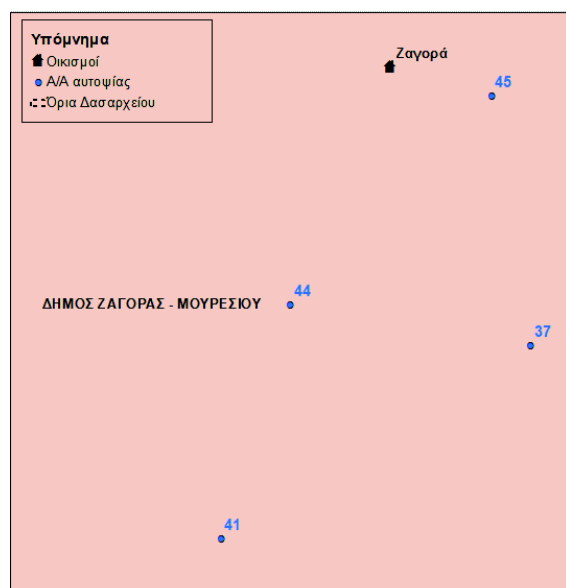 Υπόμνημα
Οικισμοί
Α/Α αυτοψίας
Όρια Δασαρχείου
Ζαγορά
45
44
ΔΗΜΟΣ ΖΑΓΟΡΑΣ - ΜΟΥΡΕΣΙΟΥ
37
41